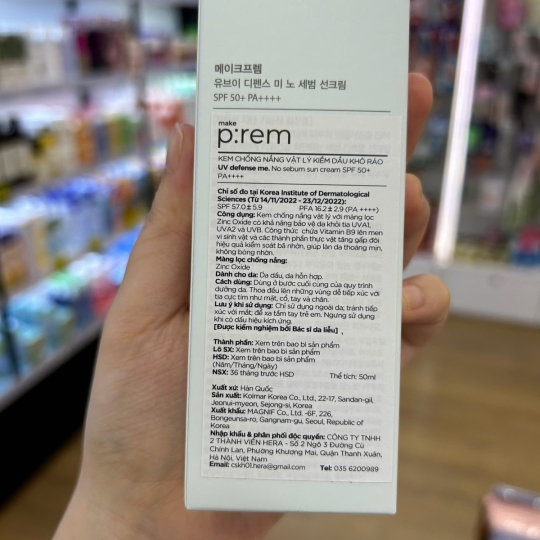 메이크프렘
유브이 디펜스 미 노 세범 선크림
SPF 50+ PA++++
make
p:rem
KEM CHỐNG NẮNG VẬT LÝ KIỀM DẦU KHÔ RÁO
UV defense me. No sebum sun cream SPF 50+
PA++++
Chỉ số đo tại Korea Institute of Dermatological
Sciences (Từ 14/11/2022 - 23/12/2022):
SPF 57.0±5.9 PFA 16.2±2.9 (PA ++++)
Công dụng: Kem chống nắng vật lý với màng lọc
Zinc Oxide có khả năng bảo vệ da khỏi tia UVA1,
UVA2 và UVB. Công thức chứa Vitamin B9 lên men
vi sinh vật và các thành phần thực vật tăng gấp đôi
hiệu quả kiểm soát bã nhờn, giúp làn da thoáng mịn,
không bóng nhờn.
Màng lọc chống nắng:
Zinc Oxide
Dành cho da: Da dầu, da hỗn hợp.
Cách dùng: Dùng ở bước cuối cùng của quy trình
dưỡng da. Thoa đều lên những vùng dễ tiếp xúc với
tia cực tím như mặt, cổ, tay và chân.
Lưu ý khi sử dụng: Chỉ sử dụng ngoài da; tránh tiếp
xúc với mắt; để xa tầm tay trẻ em. Ngưng sử dụng
khi có dấu hiệu kích ứng.
[Được kiểm nghiệm bởi Bác sĩ da liễu]
Thành phần: Xem trên bao bì sản phẩm
Lô SX: Xem trên bao bì sản phẩm
HSD: Xem trên bao bì sản phẩm
(Năm/Tháng/Ngày)
NSX: 36 tháng trước HSD Thể tích: 50ml
Xuất xứ: Hàn Quốc
Sản xuất: Kolmar Korea Co., Ltd., 22-17, Sandan-gil,
Jeonui-myeon, Sejong-si, Korea
Xuất khẩu: MAGNIF Co., Ltd. -6F, 226,
Bongeunsa-ro, Gangnam-gu, Seoul, Republic of
Korea
Nhập khẩu & phân phối độc quyền: CÔNG TY TNHH
2 THÀNH VIÊN HERA - Số 2 Ngõ 3 Đường Cù
Chính Lan, Phường Khương Mai, Quận Thanh Xuân,
Hà Nội, Việt Nam
Email: cskh01.hera@gmail.com Tel: 035 6200989